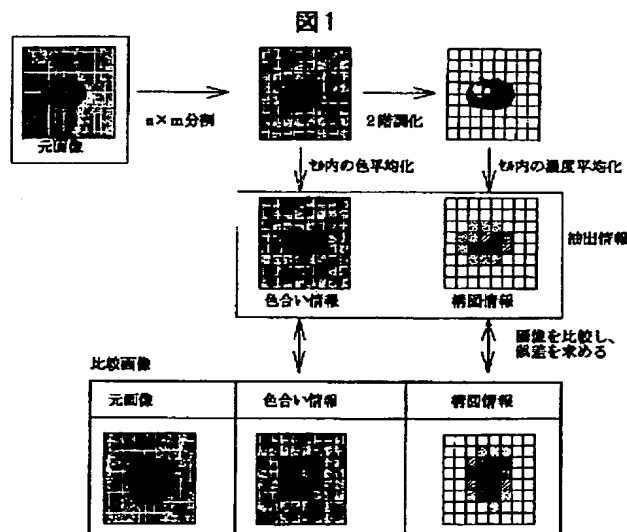 図1
元画像
n×m分割
2階調化
セル内の色平均化
セル内の濃度平均化
抽出情報
色合い情報
構図情報
画像を比較し、
誤差を求める
比較画像
元画像
色合い情報
構図情報